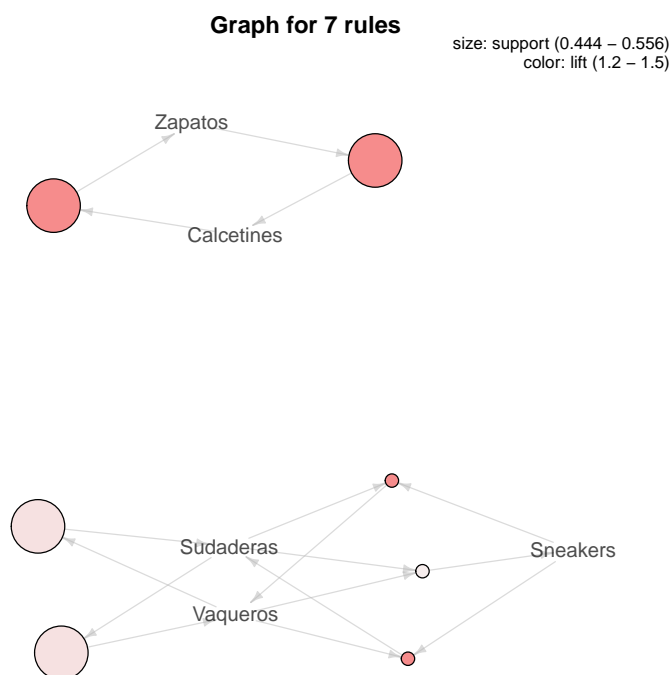 Graph for 7 rules
size: support (0.444 – 0.556)
color: lift (1.2 – 1.5)
Zapatos
Calcetines
Sudaderas
Sneakers
Vaqueros